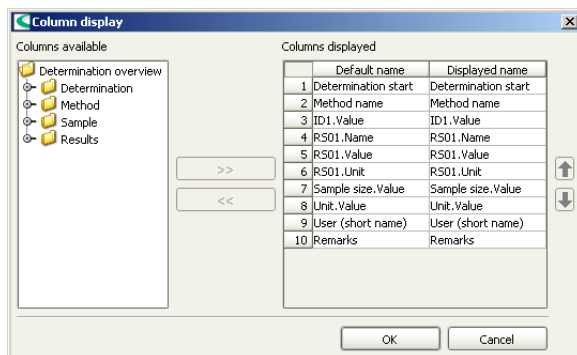 Column display
Columns available
Columns displayed
Determination overview
Determination
Method
Sample
Results
>>
<<
Default name Displayed name
1 Determination start Determination start
2 Method name Method name
3 ID1.Value ID1.Value
4 RS01.Name RS01.Name
5 RS01.Value RS01.Value
6 RS01.Unit RS01.Unit
7 Sample size.Value Sample size.Value
8 Unit.Value Unit.Value
9 User (short name) User (short name)
10 Remarks Remarks
OK
Cancel